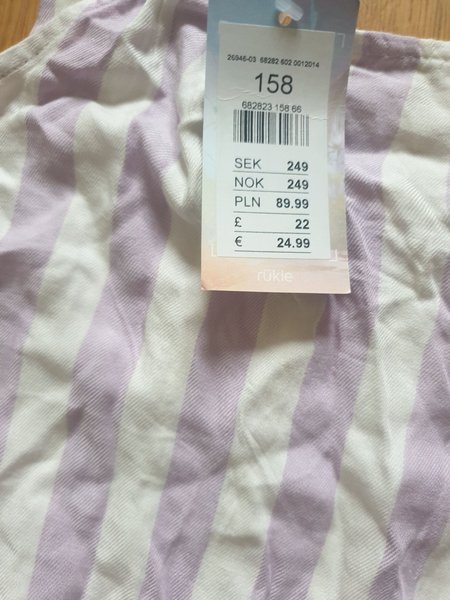 26946-03 68282 602 0012014
158
682823 158 66
SEK 249
NOK 249
PLN 89.99
£ 22
€ 24.99
rükle